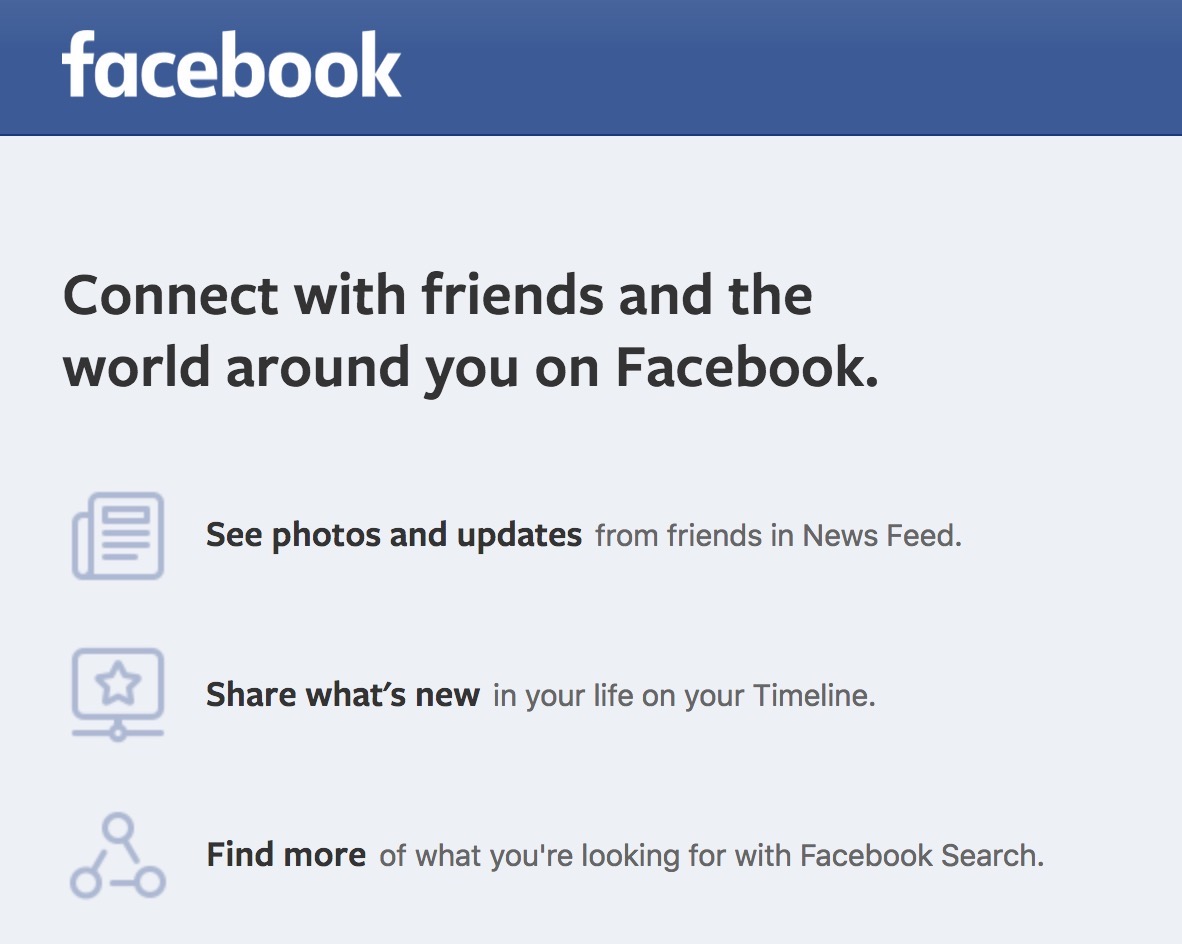 facebook
Connect with friends and the
world around you on Facebook.
See photos and updates from friends in News Feed.
Share what's new in your life on your Timeline.
Find more of what you're looking for with Facebook Search.